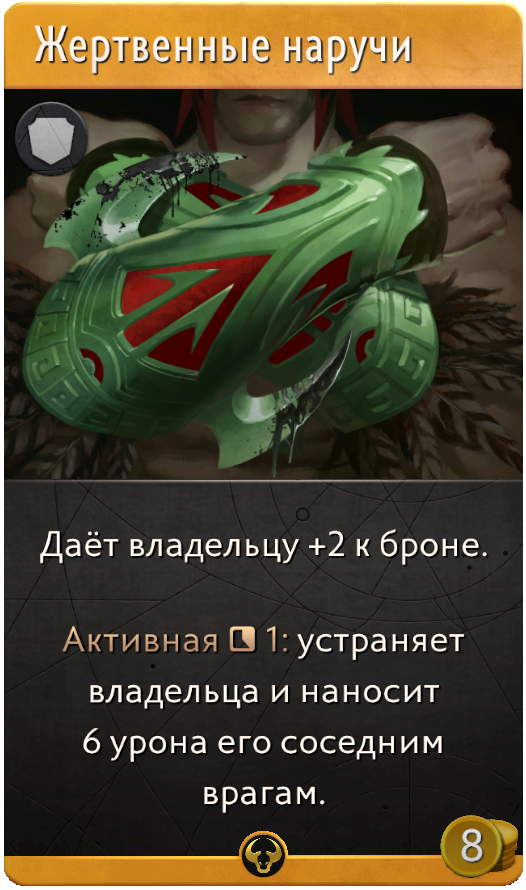 Жертвенные наручи
Даёт владельцу +2 к броне.
Активная 1: устраняет
владельца и наносит
6 урона его соседним
врагам.
8